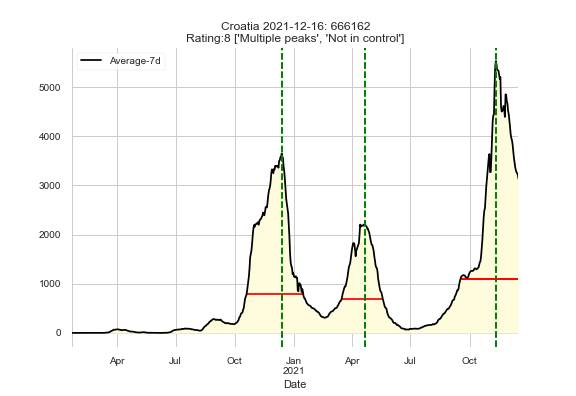 Croatia 2021-12-16: 666162
Rating:8 ['Multiple peaks', 'Not in control']
Average-7d
5000
4000
3000
2000
1000
0
Apr Jul Oct Jan Apr Jul Oct
2021
Date